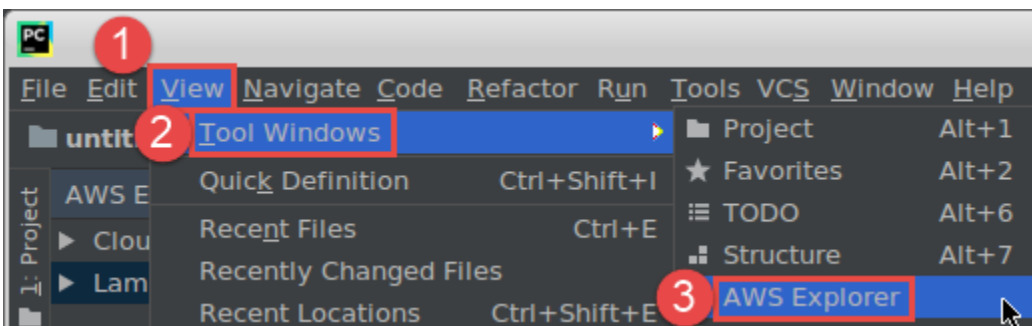 PC
1
File Edit View Navigate Code Refactor Run Tools VCS Window Help
untit
2
Tool Windows
Quick Definition Ctrl+Shift+I
Recent Files Ctrl+E
Recently Changed Files
Recent Locations Ctrl+Shift+E
Project Alt+1
Favorites Alt+2
TODO Alt+6
Structure Alt+7
3
AWS Explorer
AWS E
Clou
Lam
1: Project